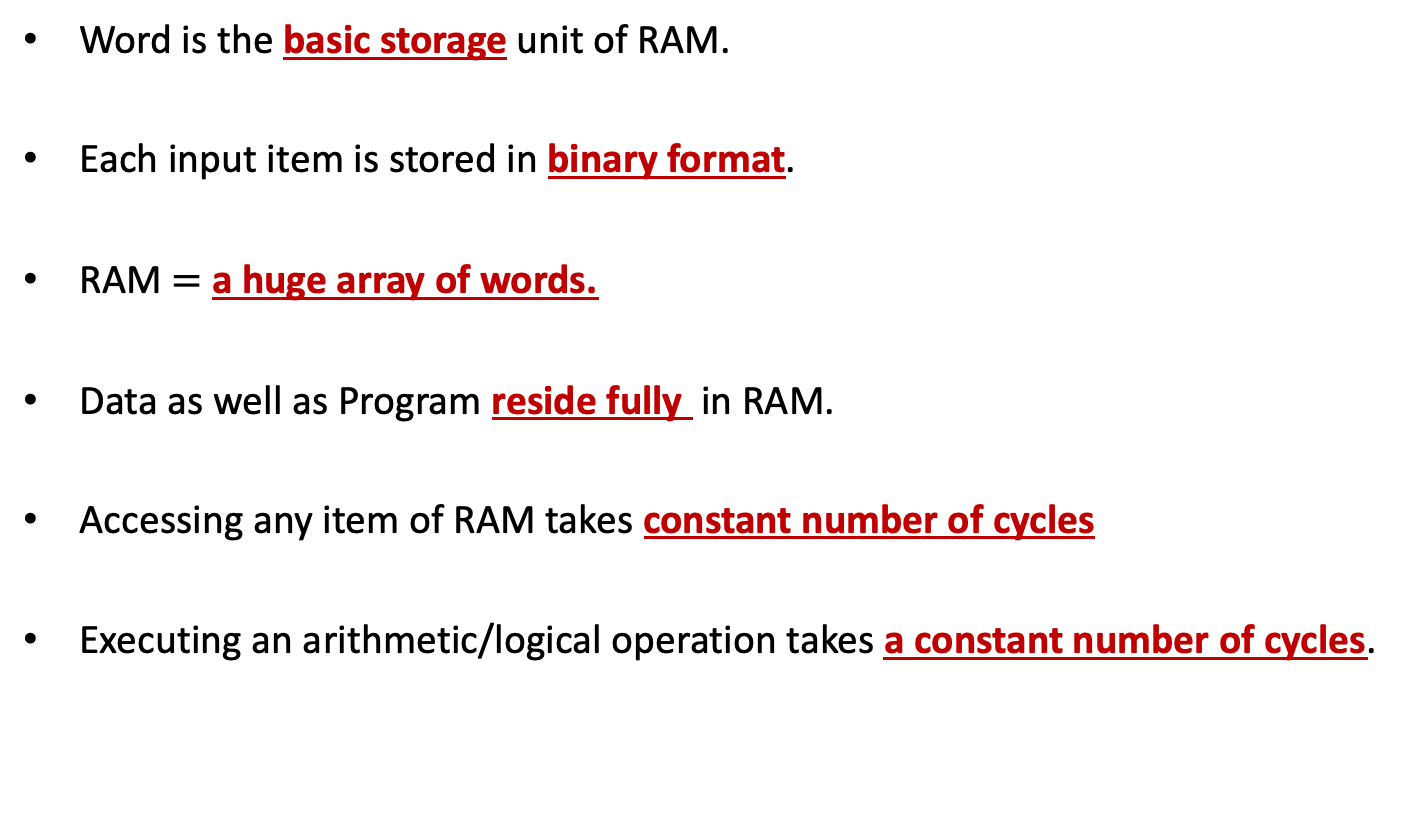 • Word is the basic storage unit of RAM.
• Each input item is stored in binary format.
• RAM = a huge array of words.
• Data as well as Program reside fully in RAM.
• Accessing any item of RAM takes constant number of cycles
• Executing an arithmetic/logical operation takes a constant number of cycles.